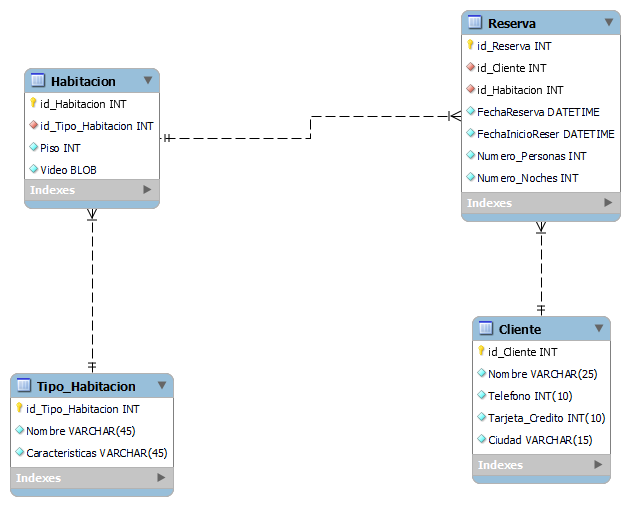 Reserva
id_Reserva INT
id_Cliente INT
id_Habitacion INT
FechaReserva DATETIME
FechaInicioReser DATETIME
Numero_Personas INT
Numero_Noches INT
Indexes
Habitacion
id_Habitacion INT
id_Tipo_Habitacion INT
Piso INT
Video BLOB
Indexes
Cliente
id_Cliente INT
Nombre VARCHAR(25)
Telefono INT(10)
Tarjeta_Credito INT(10)
Ciudad VARCHAR(15)
Indexes
Tipo_Habitacion
id_Tipo_Habitacion INT
Nombre VARCHAR(45)
Caracteristicas VARCHAR(45)
Indexes